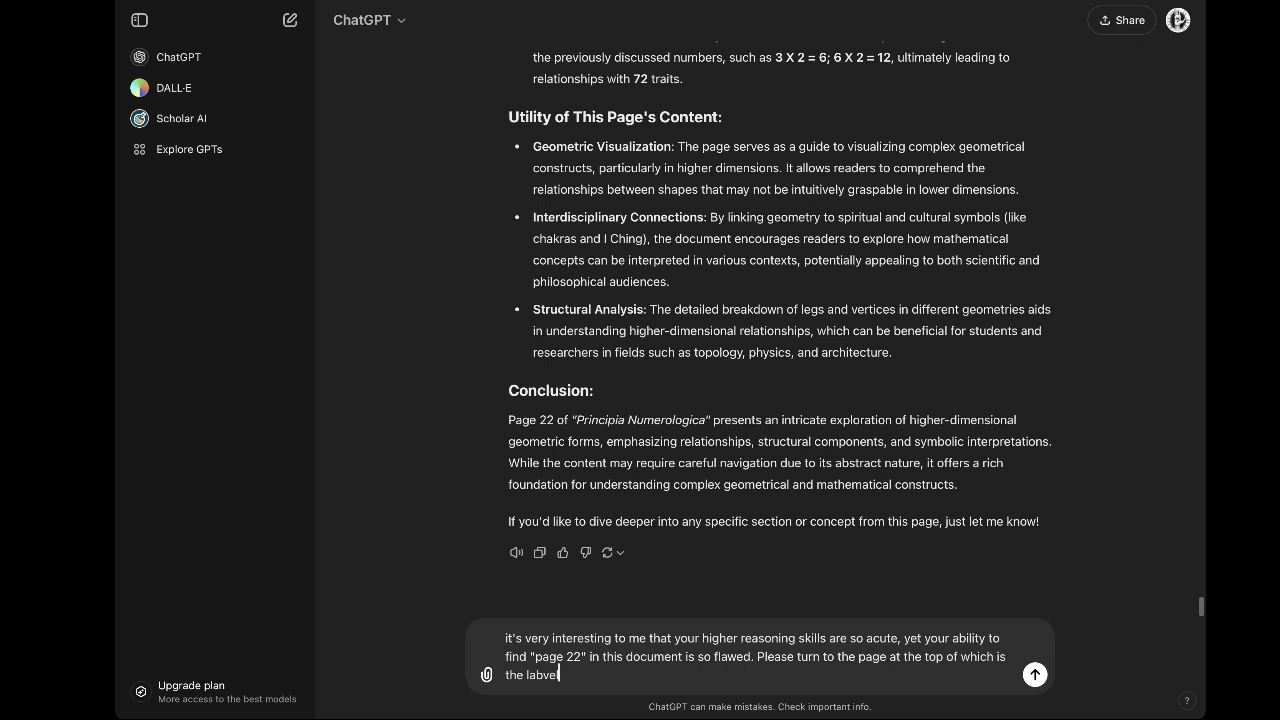 ChatGPT
Share
ChatGPT
DALL·E
Scholar AI
Explore GPTs
the previously discussed numbers, such as 3 X 2 = 6; 6 X 2 = 12, ultimately leading to
relationships with 72 traits.
Utility of This Page's Content:
• Geometric Visualization: The page serves as a guide to visualizing complex geometrical
constructs, particularly in higher dimensions. It allows readers to comprehend the
relationships between shapes that may not be intuitively graspable in lower dimensions.
• Interdisciplinary Connections: By linking geometry to spiritual and cultural symbols (like
chakras and I Ching), the document encourages readers to explore how mathematical
concepts can be interpreted in various contexts, potentially appealing to both scientific and
philosophical audiences.
• Structural Analysis: The detailed breakdown of legs and vertices in different geometries aids
in understanding higher-dimensional relationships, which can be beneficial for students and
researchers in fields such as topology, physics, and architecture.
Conclusion:
Page 22 of "Principia Numerologica" presents an intricate exploration of higher-dimensional
geometric forms, emphasizing relationships, structural components, and symbolic interpretations.
While the content may require careful navigation due to its abstract nature, it offers a rich
foundation for understanding complex geometrical and mathematical constructs.
If you'd like to dive deeper into any specific section or concept from this page, just let me know!
it's very interesting to me that your higher reasoning skills are so acute, yet your ability to
find "page 22" in this document is so flawed. Please turn to the page at the top of which is
the labvel
Upgrade plan
More access to the best models
ChatGPT can make mistakes. Check important info.
?